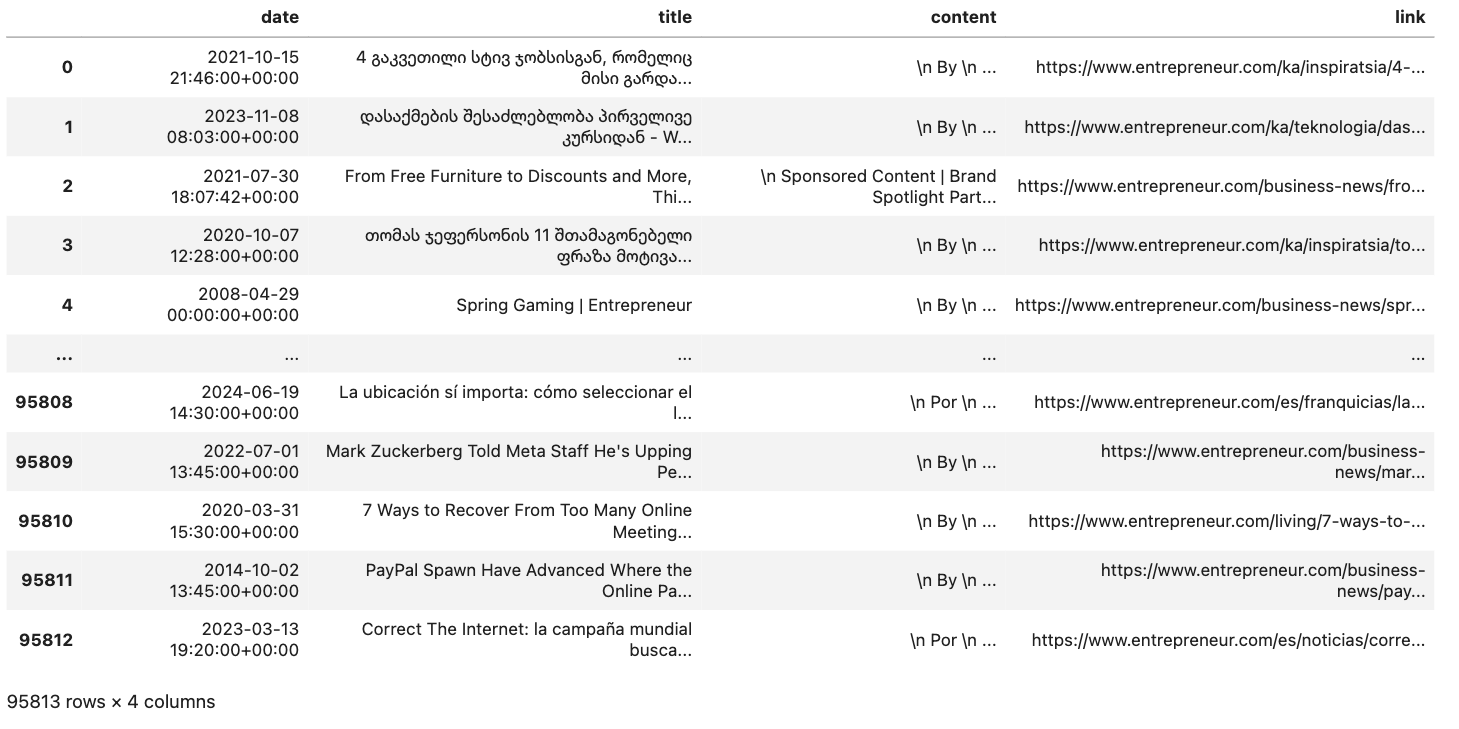 date title content link
0 2021-10-15 21:46:00+00:00 4 გაკვეთილი სტივ ჯობსისგან, რომელიც მისი გარდა... \n By \n ... https://www.entrepreneur.com/ka/inspiratsia/4-...
1 2023-11-08 08:03:00+00:00 დასაქმების შესაძლებლობა პირველივე კურსიდან - W... \n By \n ... https://www.entrepreneur.com/ka/teknologia/das...
2 2021-07-30 18:07:42+00:00 From Free Furniture to Discounts and More, Thi... \n Sponsored Content | Brand Spotlight Part... https://www.entrepreneur.com/business-news/fro...
3 2020-10-07 12:28:00+00:00 თომას ჯეფერსონის 11 შთამაგონებელი ფრაზა მოტივა... \n By \n ... https://www.entrepreneur.com/ka/inspiratsia/to...
4 2008-04-29 00:00:00+00:00 Spring Gaming | Entrepreneur \n By \n ... https://www.entrepreneur.com/business-news/spr...
... ... ... ... ...
95808 2024-06-19 14:30:00+00:00 La ubicación sí importa: cómo seleccionar el l... \n Por \n ... https://www.entrepreneur.com/es/franquicias/la...
95809 2022-07-01 13:45:00+00:00 Mark Zuckerberg Told Meta Staff He's Upping Pe... \n By \n ... https://www.entrepreneur.com/business-news/mar...
95810 2020-03-31 15:30:00+00:00 7 Ways to Recover From Too Many Online Meeting... \n By \n ... https://www.entrepreneur.com/living/7-ways-to-...
95811 2014-10-02 13:45:00+00:00 PayPal Spawn Have Advanced Where the Online Pa... \n By \n ... https://www.entrepreneur.com/business-news/pay...
95812 2023-03-13 19:20:00+00:00 Correct The Internet: la campaña mundial busca... \n Por \n ... https://www.entrepreneur.com/es/noticias/corre...
95813 rows × 4 columns